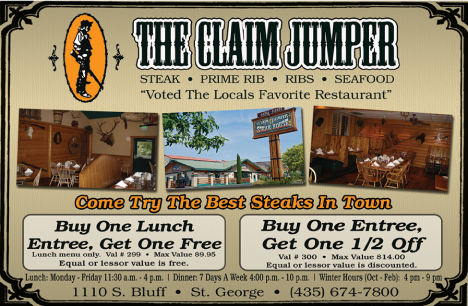 THE CLAIM JUMPER
STEAK • PRIME RIB • RIBS • SEAFOOD
“Voted The Locals Favorite Restaurant”
Come Try The Best Steaks In Town
Buy One Lunch
Entree, Get One Free
Lunch menu only. Val # 299 • Max Value $9.95
Equal or lessor value is free.
Buy One Entree,
Get One 1/2 Off
Val # 300 • Max Value $14.00
Equal or lessor value is discounted.
Lunch: Monday - Friday 11:30 a.m. - 4 p.m. | Dinner: 7 Days A Week 4:00 p.m. - 10 p.m. | Winter Hours (Oct - Feb): 4 pm - 9 pm
1110 S. Bluff • St. George • (435) 674-7800